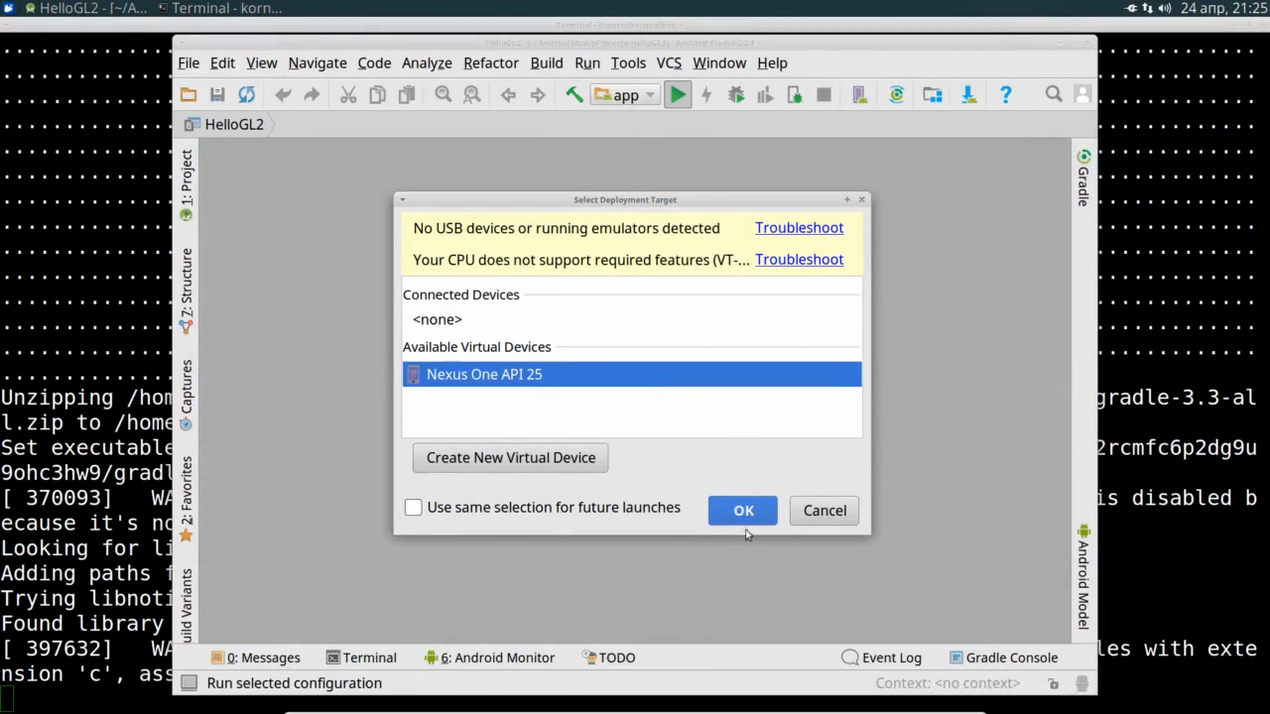 HelloGL2 - [~/A...
Terminal - korn...
24 апр, 21:25
File Edit View Navigate Code Analyze Refactor Build Run Tools VCS Window Help
app
HelloGL2
1: Project
Z: Structure
Captures
2: Favorites
uild Variants
Gradle
Android Model
Select Deployment Target
No USB devices or running emulators detected Troubleshoot
Your CPU does not support required features (VT-... Troubleshoot
Connected Devices
<none>
Available Virtual Devices
Nexus One API 25
Create New Virtual Device
Use same selection for future launches
OK
Cancel
Unzipping /hom gradle-3.3-al
l.zip to /home
Set executabl 2rcmfc6p2dg9u
9ohc3hw9/grad
[ 370093] WA is disabled b
ecause it's no
Looking for li
Adding paths f
Trying libnoti
Found library
[ 397632] WA les with exte
nsion 'c', ass
0: Messages Terminal 6: Android Monitor TODO Event Log Gradle Console
Run selected configuration Context: <no context>